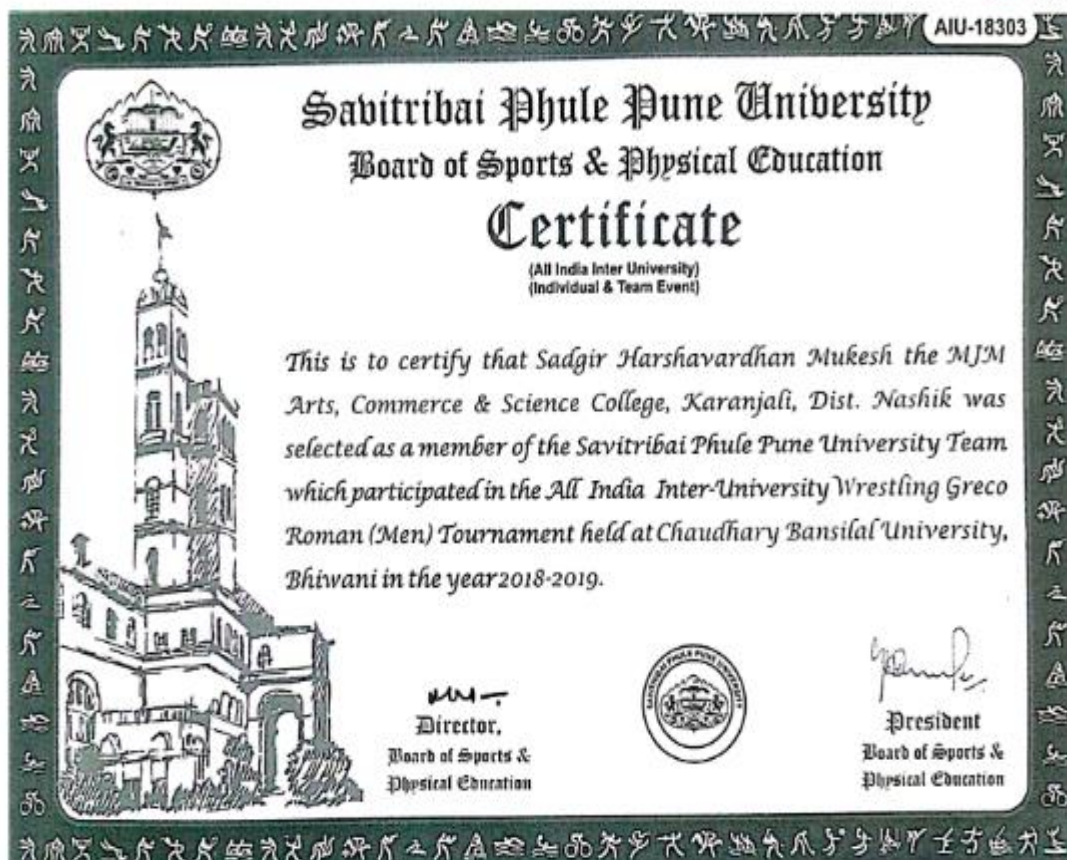 AIU-18303
Savitribai Phule Pune University
Board of Sports & Physical Education
Certificate
(All India Inter University)
(Individual & Team Event)
This is to certify that Sadgir Harshavardhan Mukesh the MJM
Arts, Commerce & Science College, Karanjali, Dist. Nashik was
selected as a member of the Savitribai Phule Pune University Team
which participated in the All India Inter-University Wrestling Greco
Roman (Men) Tournament held at Chaudhary Bansilal University,
Bhiwani in the year 2018-2019.
SAVITRIBAI PHULE PUNE UNIVERSITY
Director,
Board of Sports &
Physical Education
President
Board of Sports &
Physical Education